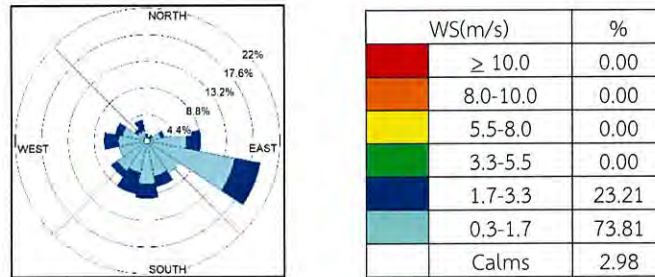 NORTH
22%
17.6%
13.2%
8.8%
4.4%
WEST
EAST
SOUTH
WS(m/s) %
≥ 10.0 0.00
8.0-10.0 0.00
5.5-8.0 0.00
3.3-5.5 0.00
1.7-3.3 23.21
0.3-1.7 73.81
Calms 2.98